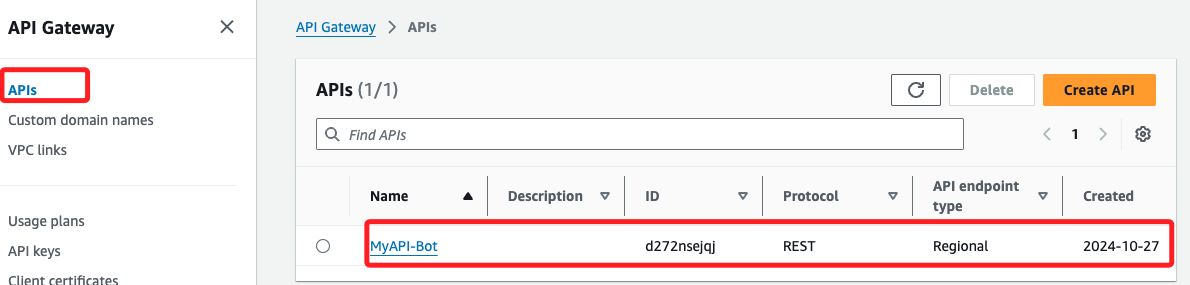 API Gateway
APIs
Custom domain names
VPC links
Usage plans
API keys
Client certificates
API Gateway > APIs
APIs (1/1)
Delete
Create API
Find APIs
1
Name Description ID Protocol API endpoint type Created
MyAPI-Bot d272nsejqj REST Regional 2024-10-27